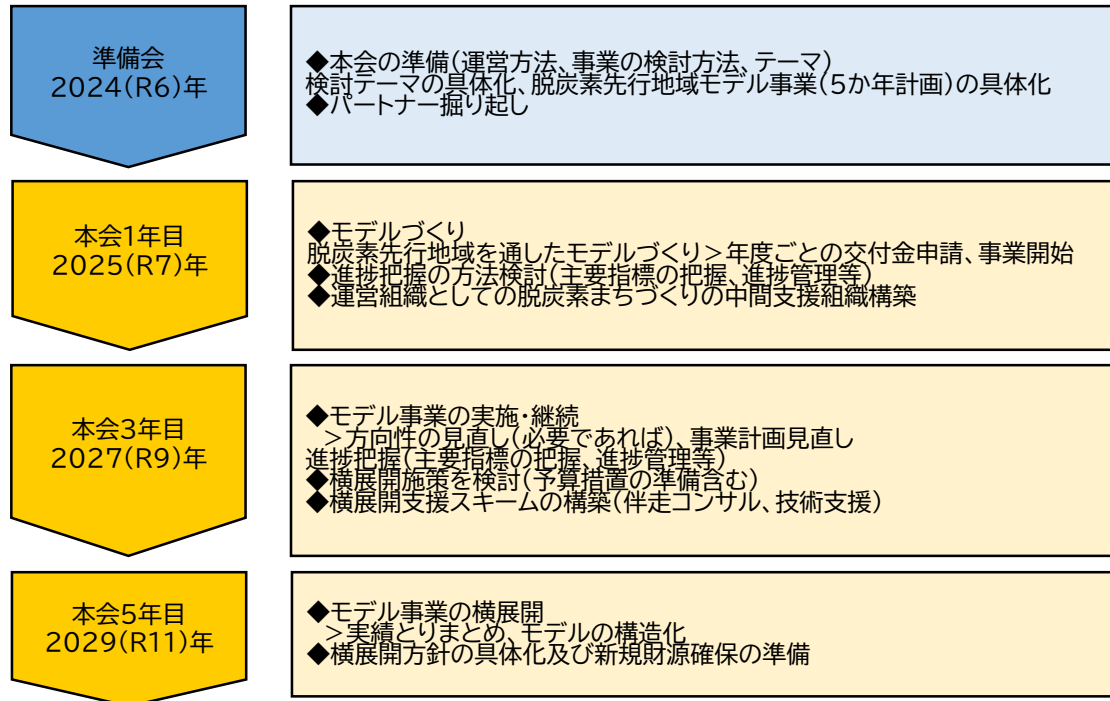 準備会
2024(R6)年
◆本会の準備(運営方法、事業の検討方法、テーマ)
検討テーマの具体化、脱炭素先行地域モデル事業(5か年計画)の具体化
◆パートナー掘り起し
本会1年目
2025(R7)年
◆モデルづくり
脱炭素先行地域を通したモデルづくり>年度ごとの交付金申請、事業開始
◆進捗把握の方法検討(主要指標の把握、進捗管理等)
◆運営組織としての脱炭素まちづくりの中間支援組織構築
本会3年目
2027(R9)年
◆モデル事業の実施・継続
>方向性の見直し(必要であれば)、事業計画見直し
進捗把握(主要指標の把握、進捗管理等)
◆横展開施策を検討(予算措置の準備含む)
◆横展開支援スキームの構築(伴走コンサル、技術支援)
本会5年目
2029(R11)年
◆モデル事業の横展開
>実績とりまとめ、モデルの構造化
◆横展開方針の具体化及び新規財源確保の準備